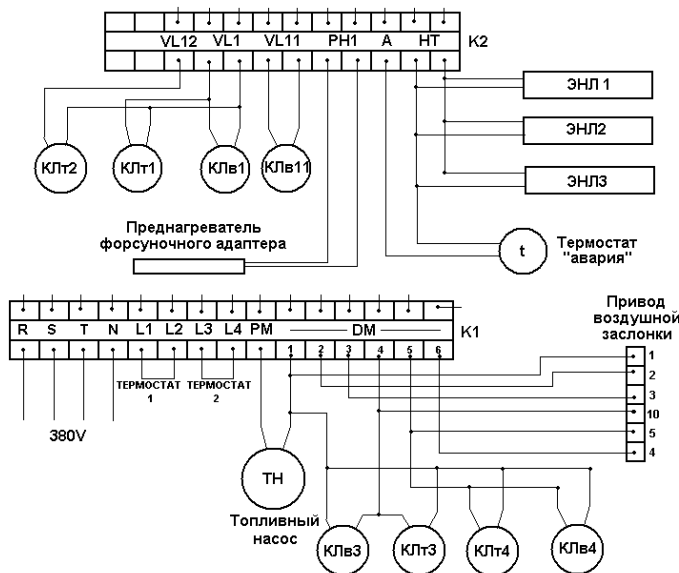 VL12 VL1 VL11 PH1 A HT K2
ЭНЛ 1
ЭНЛ2
ЭНЛ3
КЛт2 КЛт1 КЛв1 КЛв11
Преднагреватель
форсуночного адаптера
t
Термостат
"авария"
R S T N L1 L2 L3 L4 PM DM K1
1 2 3 4 5 6
Привод
воздушной
заслонки
1
2
3
10
5
4
ТЕРМОСТАТ
1
ТЕРМОСТАТ
2
380V
ТН
Топливный
насос
КЛв3 КЛт3 КЛт4 КЛв4